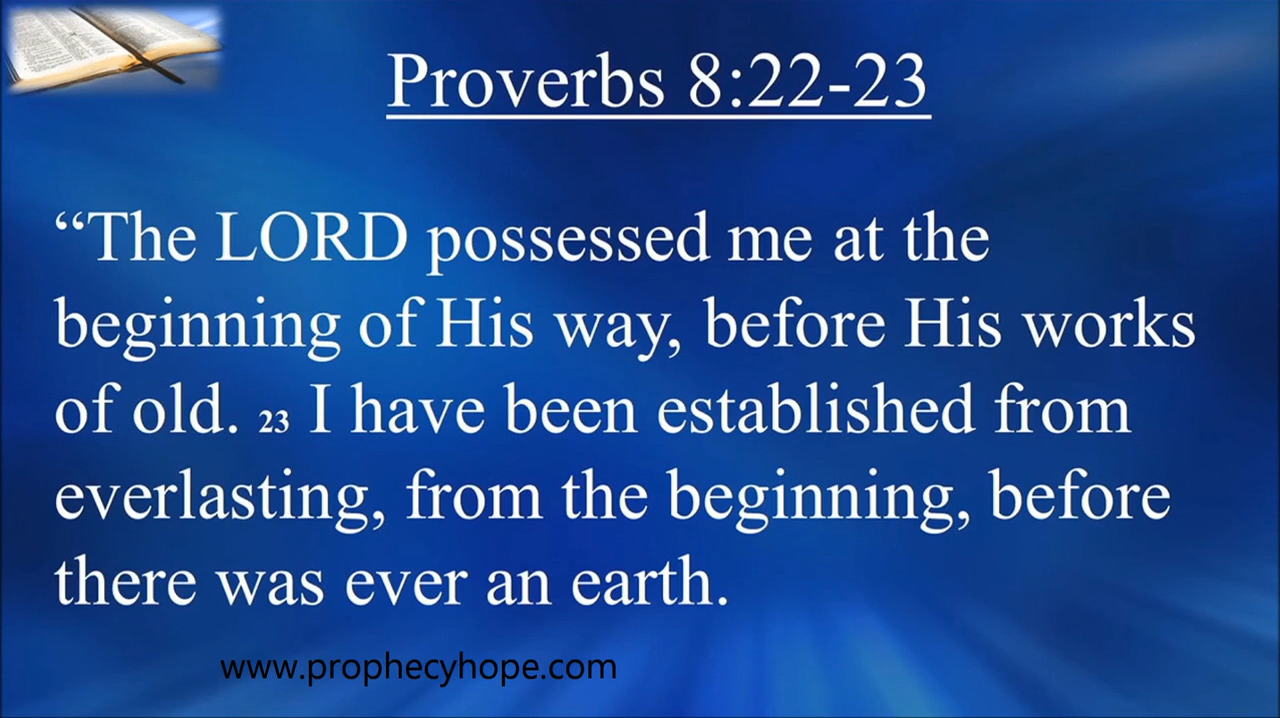 Proverbs 8:22-23
“The LORD possessed me at the
beginning of His way, before His works
of old. 23 I have been established from
everlasting, from the beginning, before
there was ever an earth.
www.prophecyhope.com